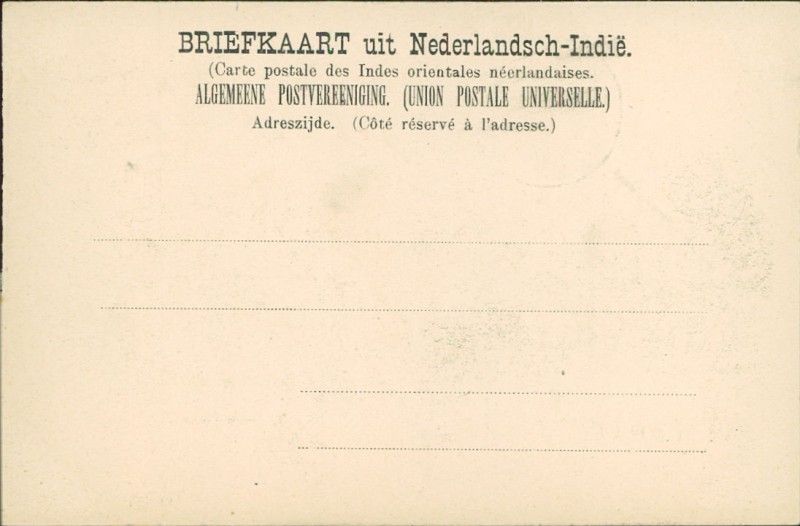 BRIEFKAART uit Nederlandsch-Indië.
(Carte postale des Indes orientales néerlandaises.
ALGEMEENE POSTVEREENIGING. (UNION POSTALE UNIVERSELLE.)
Adreszijde. (Côté réservé à l'adresse.)